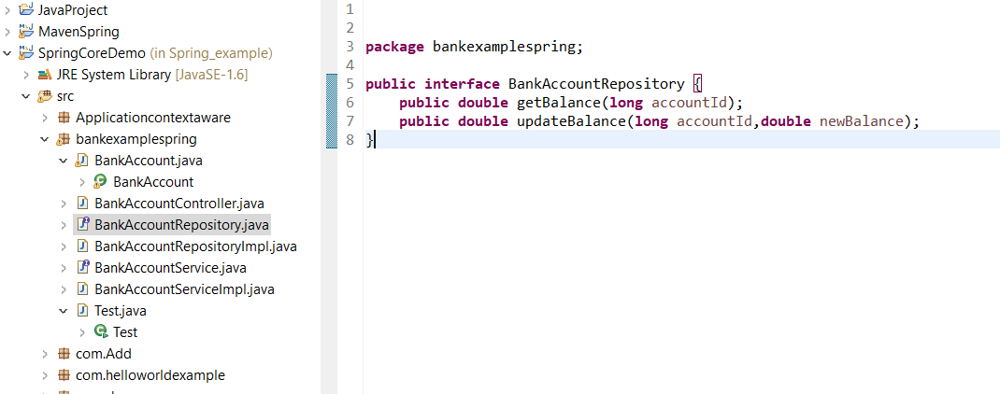 JavaProject
MavenSpring
SpringCoreDemo (in Spring_example)
JRE System Library [JavaSE-1.6]
src
Applicationcontextaware
bankexamplespring
BankAccount.java
BankAccount
BankAccountController.java
BankAccountRepository.java
BankAccountRepositoryImpl.java
BankAccountService.java
BankAccountServiceImpl.java
Test.java
Test
com.Add
com.helloworldexample
1
2
3 package bankexamplespring;
4
5 public interface BankAccountRepository {
6 public double getBalance(long accountId);
7 public double updateBalance(long accountId,double newBalance);
8 }